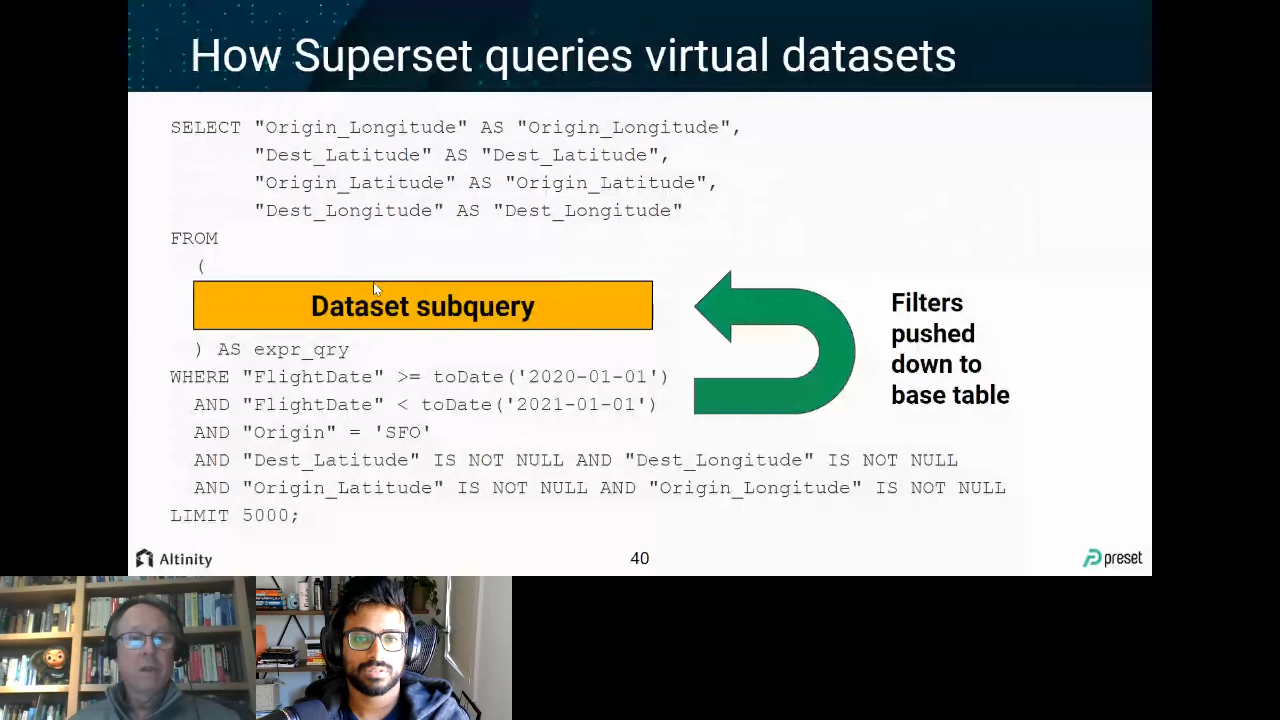 How Superset queries virtual datasets
SELECT "Origin_Longitude" AS "Origin_Longitude",
"Dest_Latitude" AS "Dest_Latitude",
"Origin_Latitude" AS "Origin_Latitude",
"Dest_Longitude" AS "Dest_Longitude"
FROM
(
Dataset subquery
) AS expr_qry
WHERE "FlightDate" >= toDate('2020-01-01')
AND "FlightDate" < toDate('2021-01-01')
AND "Origin" = 'SFO'
AND "Dest_Latitude" IS NOT NULL AND "Dest_Longitude" IS NOT NULL
AND "Origin_Latitude" IS NOT NULL AND "Origin_Longitude" IS NOT NULL
LIMIT 5000;
Filters
pushed
down to
base table
Altinity
40
preset